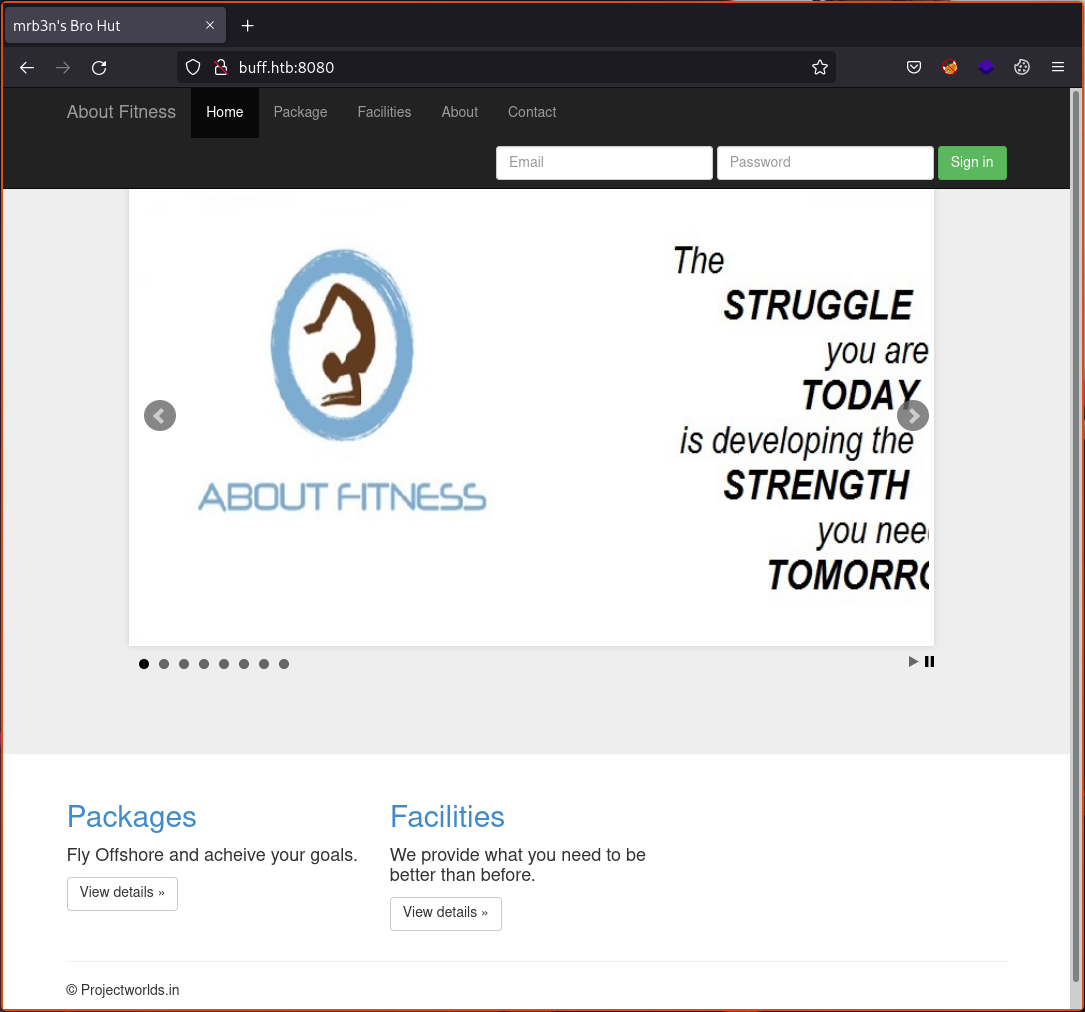 mrb3n's Bro Hut
buff.htb:8080
About Fitness Home Package Facilities About Contact
Email Password Sign in
ABOUT FITNESS
The
STRUGGLE
you are
TODAY
is developing the
STRENGTH
you nee
TOMORRO
Packages
Fly Offshore and acheive your goals.
View details »
Facilities
We provide what you need to be
better than before.
View details »
© Projectworlds.in